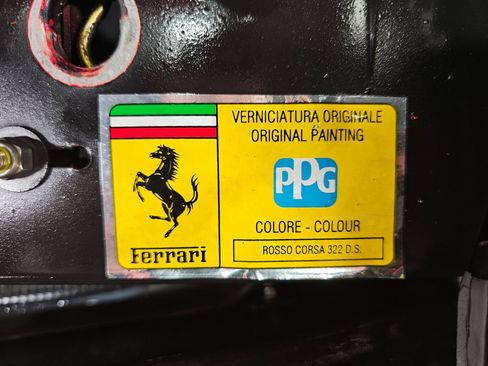 VERNICIATURA ORIGINALE
ORIGINAL PAINTING
PPG
COLORE - COLOUR
ROSSO CORSA 322 D.S.
Ferrari